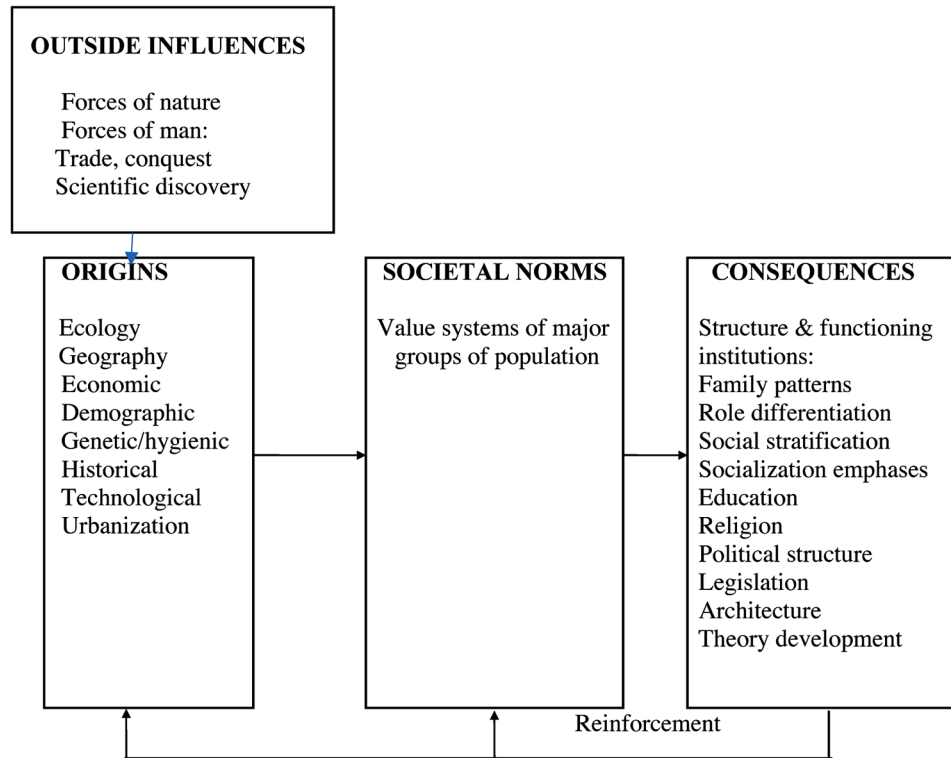 OUTSIDE INFLUENCES
Forces of nature
Forces of man:
Trade, conquest
Scientific discovery
ORIGINS
Ecology
Geography
Economic
Demographic
Genetic/hygienic
Historical
Technological
Urbanization
SOCIETAL NORMS
Value systems of major
groups of population
CONSEQUENCES
Structure & functioning
institutions:
Family patterns
Role differentiation
Social stratification
Socialization emphases
Education
Religion
Political structure
Legislation
Architecture
Theory development
Reinforcement